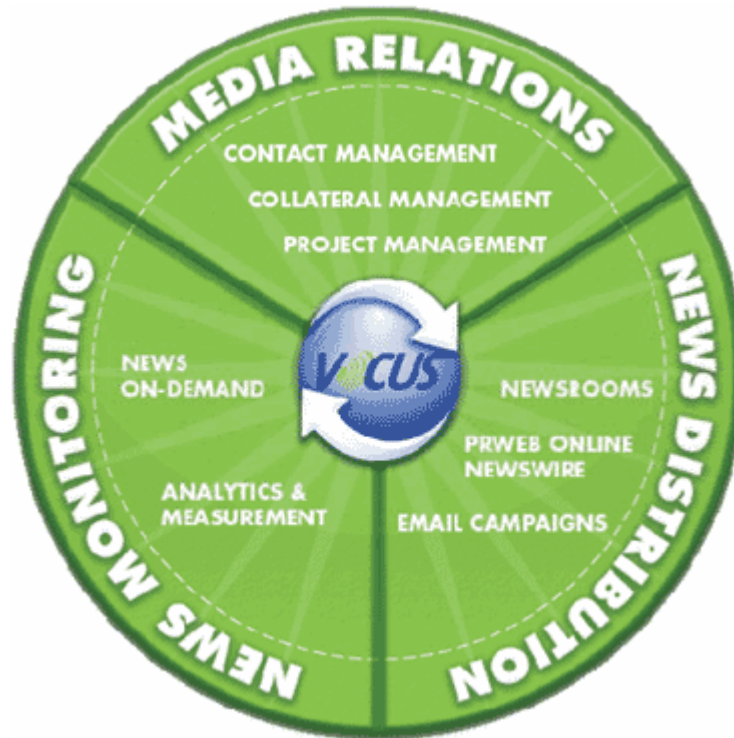 MEDIA RELATIONS
CONTACT MANAGEMENT
COLLATERAL MANAGEMENT
PROJECT MANAGEMENT
NEWS MONITORING
NEWS
ON-DEMAND
ANALYTICS &
MEASUREMENT
VOCUS
NEWS DISTRIBUTION
NEWSROOMS
PRWEB ONLINE
NEWSWIRE
EMAIL CAMPAIGNS